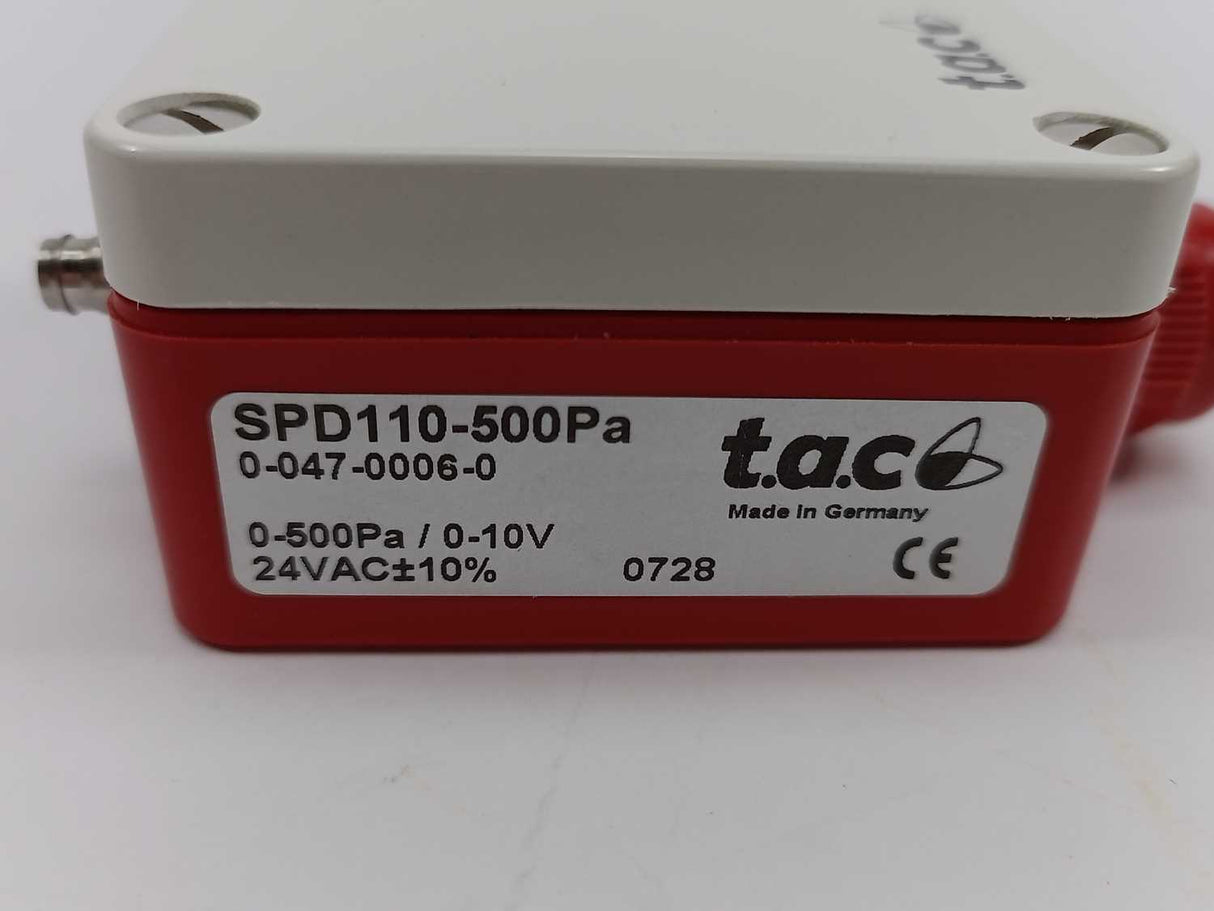 t.a.c
SPD110-500Pa
0-047-0006-0
t.a.c
Made in Germany
0-500Pa / 0-10V
24VAC±10%
0728
CE